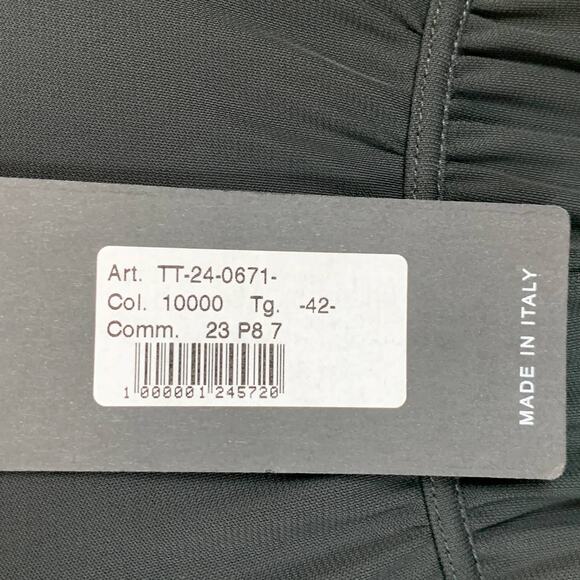 Art. TT-24-0671-
Col. 10000 Tg. -42-
Comm. 23 P8 7
1 000001 245720
MADE IN ITALY